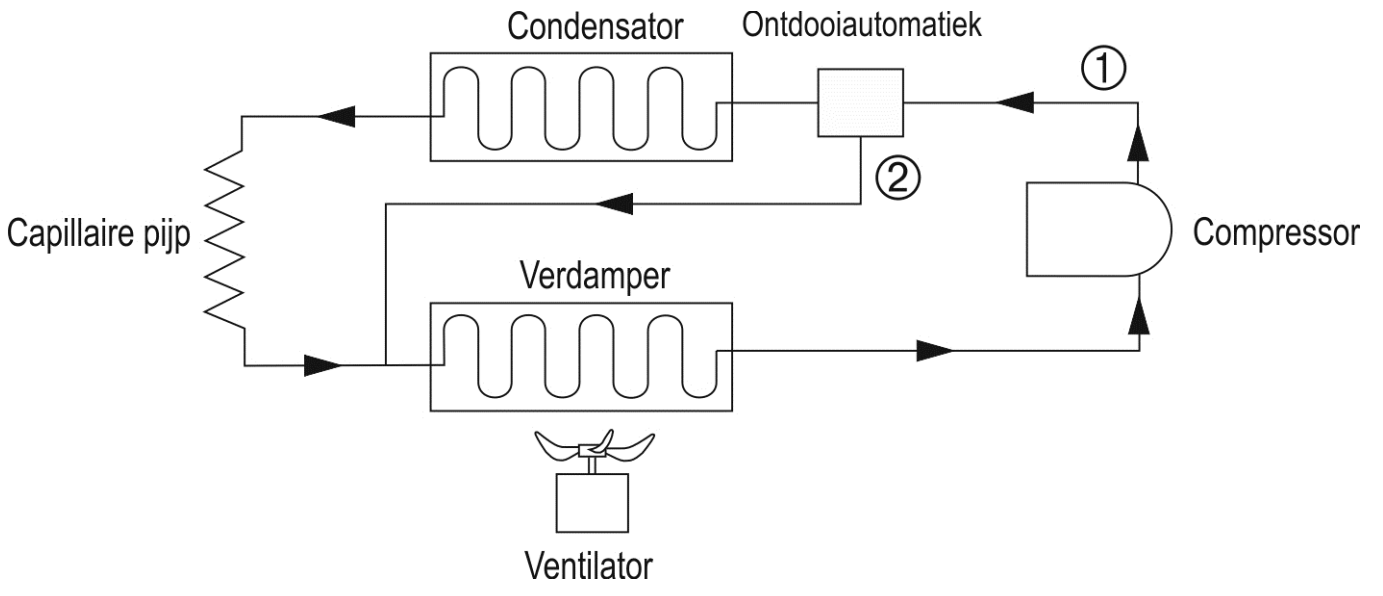 Condensator
Ontdooiautomatiek
①
②
Capillaire pijp
Compressor
Verdamper
Ventilator